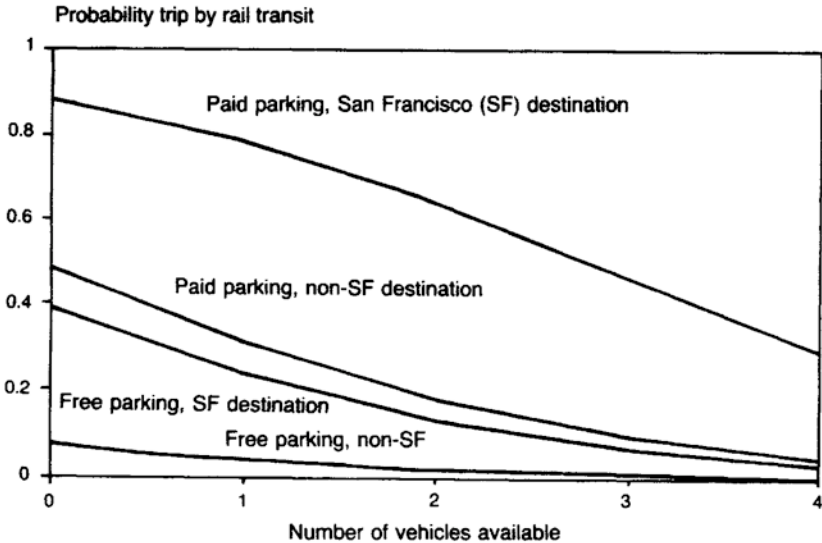 Probability trip by rail transit
1
Paid parking, San Francisco (SF) destination
0.8
0.6
Paid parking, non-SF destination
0.4
0.2
Free parking, SF destination
Free parking, non-SF
0
0 1 2 3 4
Number of vehicles available